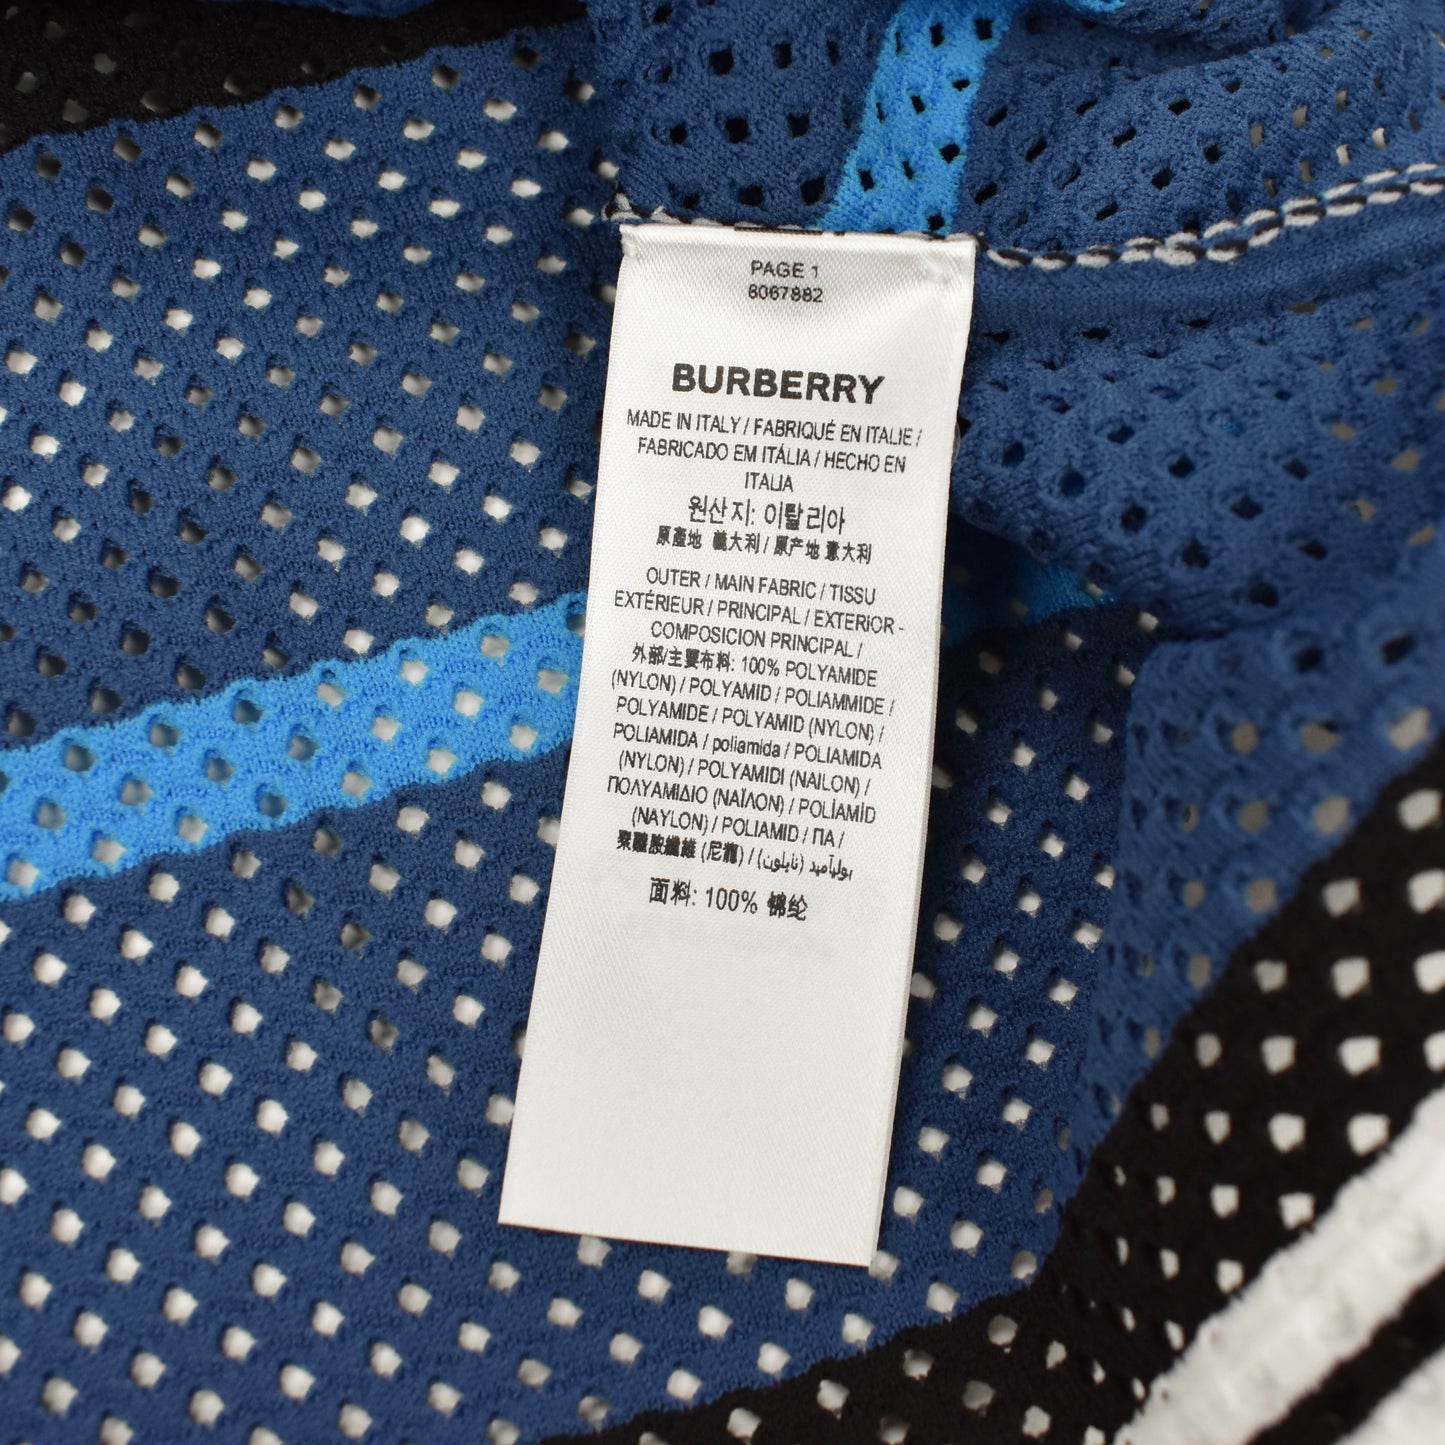 PAGE 1
8067882
BURBERRY
MADE IN ITALY / FABRIQUÉ EN ITALIE /
FABRICADO EM ITÁLIA / HECHO EN
ITALIA
원산지: 이탈리아
原產地 義大利 / 原产地 意大利
OUTER / MAIN FABRIC / TISSU
EXTÉRIEUR / PRINCIPAL / EXTERIOR -
COMPOSICION PRINCIPAL /
外部/主要布料: 100% POLYAMIDE
(NYLON) / POLYAMID / POLIAMMIDE /
POLYAMIDE / POLYAMID (NYLON) /
POLIAMIDA / poliamida / POLIAMIDA
(NYLON) / POLYAMIDI (NAILON) /
ΠΟΛΥΑΜΙΔΙΟ (ΝΑΪΛΟΝ) / POLİAMİD
(NAYLON) / POLIAMID / ПА /
聚醯胺纖維 (尼龍) / بولياميد (نايلون)
面料: 100% 锦纶